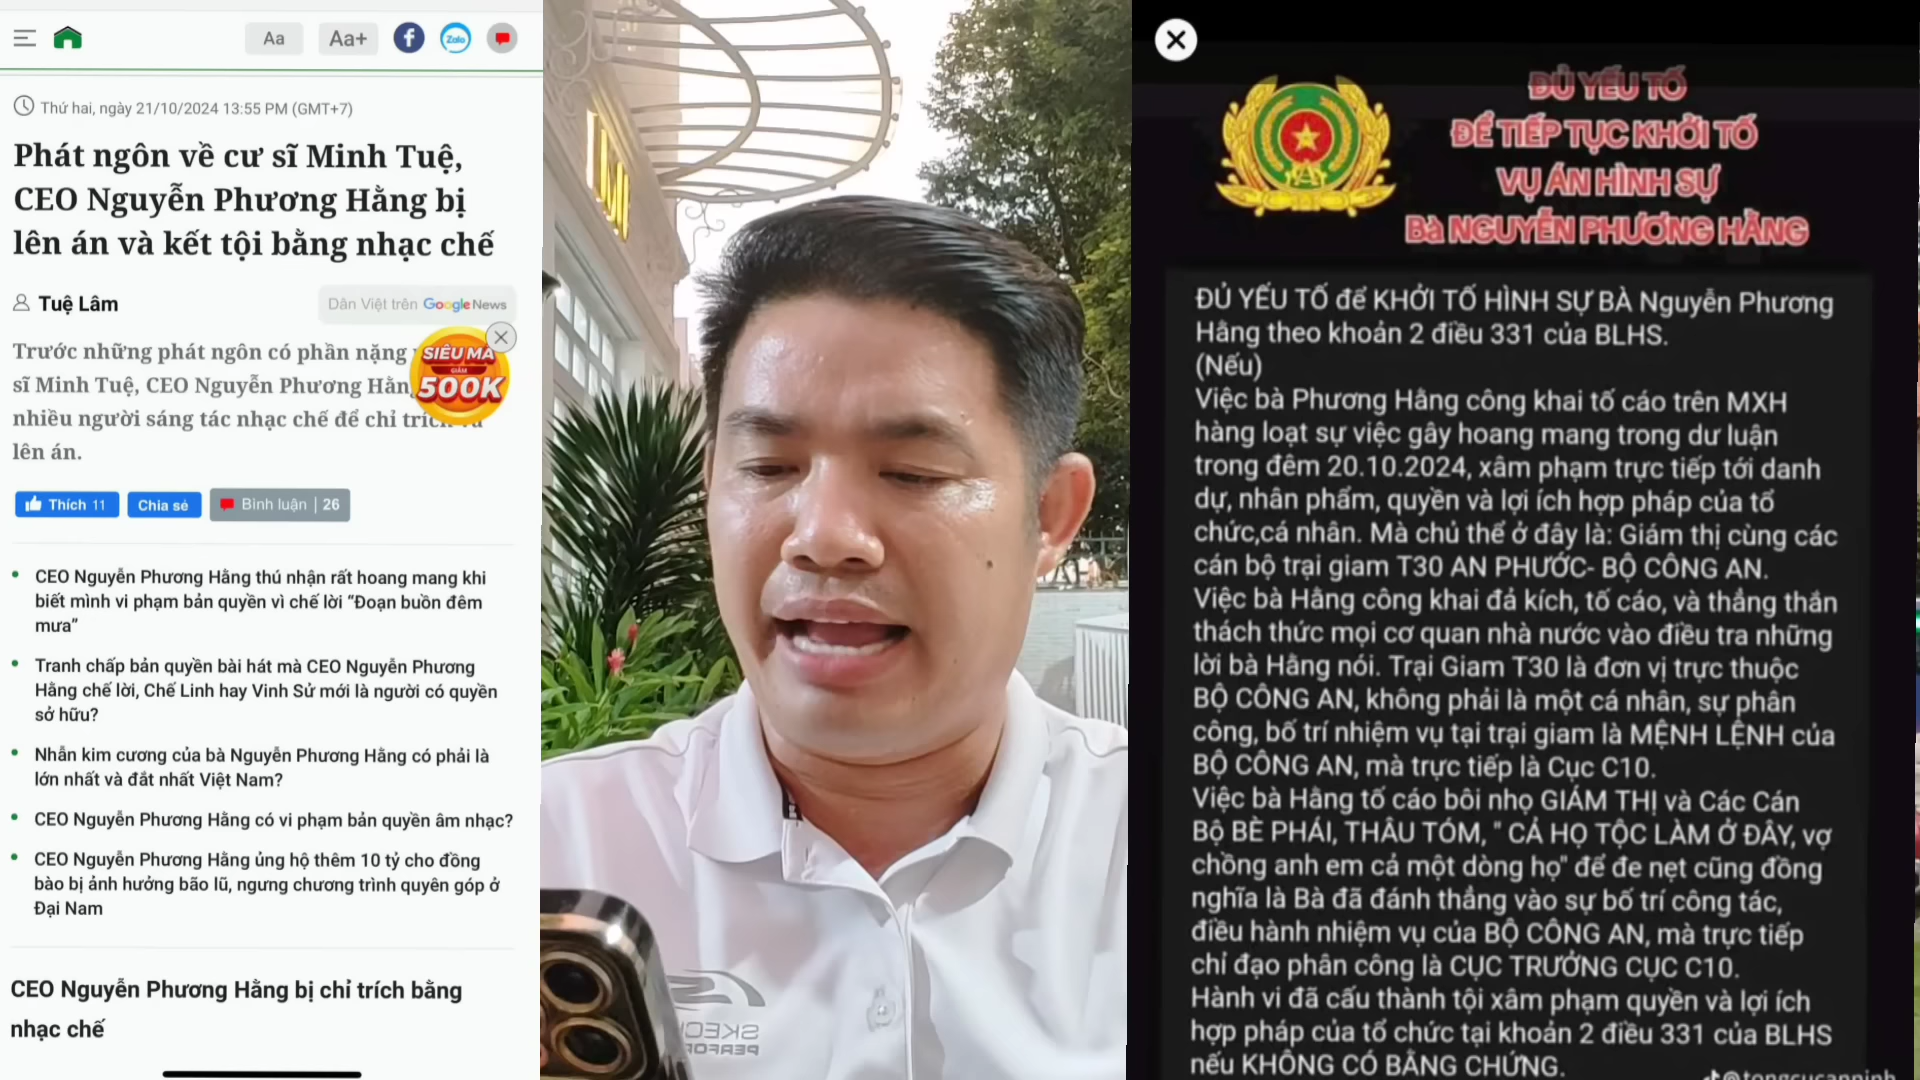 Aa
Aa+
f
Zalo
Thứ hai, ngày 21/10/2024 13:55 PM (GMT+7)
Phát ngôn về cư sĩ Minh Tuệ,
CEO Nguyễn Phương Hằng bị
lên án và kết tội bằng nhạc chế
Tuệ Lâm
Dân Việt trên Google News
Trước những phát ngôn có phần nặng
sĩ Minh Tuệ, CEO Nguyễn Phương Hằng
nhiều người sáng tác nhạc chế để chỉ trích
lên án.
SIÊU MÃ
GIẢM
500K
Thích 11
Chia sẻ
Bình luận | 26
CEO Nguyễn Phương Hằng thú nhận rất hoang mang khi
biết mình vi phạm bản quyền vì chế lời “Đoạn buồn đêm
mưa”
Tranh chấp bản quyền bài hát mà CEO Nguyễn Phương
Hằng chế lời, Chế Linh hay Vinh Sử mới là người có quyền
sở hữu?
Nhẫn kim cương của bà Nguyễn Phương Hằng có phải là
lớn nhất và đắt nhất Việt Nam?
CEO Nguyễn Phương Hằng có vi phạm bản quyền âm nhạc?
CEO Nguyễn Phương Hằng ủng hộ thêm 10 tỷ cho đồng
bào bị ảnh hưởng bão lũ, ngưng chương trình quyên góp ở
Đại Nam
CEO Nguyễn Phương Hằng bị chỉ trích bằng
nhạc chế
ĐỦ YẾU TỐ
ĐỂ TIẾP TỤC KHỞI TỐ
VỤ ÁN HÌNH SỰ
Bà NGUYỄN PHƯƠNG HẰNG
ĐỦ YẾU TỐ để KHỞI TỐ HÌNH SỰ BÀ Nguyễn Phương
Hằng theo khoản 2 điều 331 của BLHS.
(Nếu)
Việc bà Phương Hằng công khai tố cáo trên MXH
hàng loạt sự việc gây hoang mang trong dư luận
trong đêm 20.10.2024, xâm phạm trực tiếp tới danh
dự, nhân phẩm, quyền và lợi ích hợp pháp của tổ
chức,cá nhân. Mà chủ thể ở đây là: Giám thị cùng các
cán bộ trại giam T30 AN PHƯỚC- BỘ CÔNG AN.
Việc bà Hằng công khai đả kích, tố cáo, và thẳng thắn
thách thức mọi cơ quan nhà nước vào điều tra những
lời bà Hằng nói. Trại Giam T30 là đơn vị trực thuộc
BỘ CÔNG AN, không phải là một cá nhân, sự phân
công, bố trí nhiệm vụ tại trại giam là MỆNH LỆNH của
BỘ CÔNG AN, mà trực tiếp là Cục C10.
Việc bà Hằng tố cáo bôi nhọ GIÁM THỊ và Các Cán
Bộ BÈ PHÁI, THÂU TÓM, " CẢ HỌ TỘC LÀM Ở ĐÂY, vợ
chồng anh em cả một dòng họ" để đe nẹt cũng đồng
nghĩa là Bà đã đánh thẳng vào sự bố trí công tác,
điều hành nhiệm vụ của BỘ CÔNG AN, mà trực tiếp
chỉ đạo phân công là CỤC TRƯỞNG CỤC C10.
Hành vi đã cấu thành tội xâm phạm quyền và lợi ích
hợp pháp của tổ chức tại khoản 2 điều 331 của BLHS
nếu KHÔNG CÓ BẰNG CHỨNG.